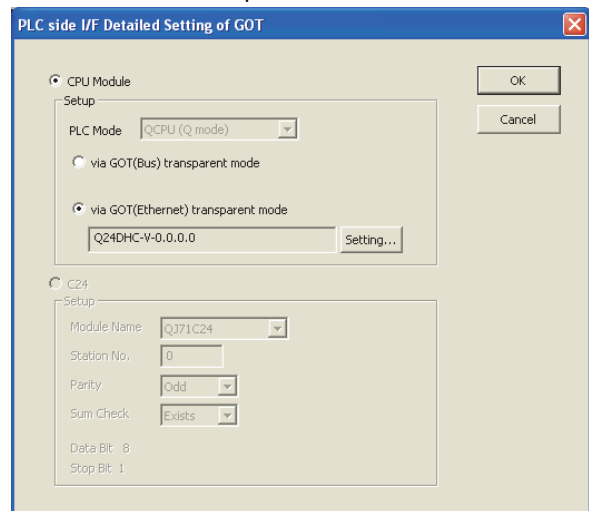 PLC side I/F Detailed Setting of GOT
CPU Module
OK
Setup
Cancel
PLC Mode QCPU (Q mode)
via GOT(Bus) transparent mode
via GOT(Ethernet) transparent mode
Q24DHC-V-0.0.0.0 Setting...
C24
Setup
Module Name QJ71C24
Station No. 0
Parity Odd
Sum Check Exists
Data Bit 8
Stop Bit 1